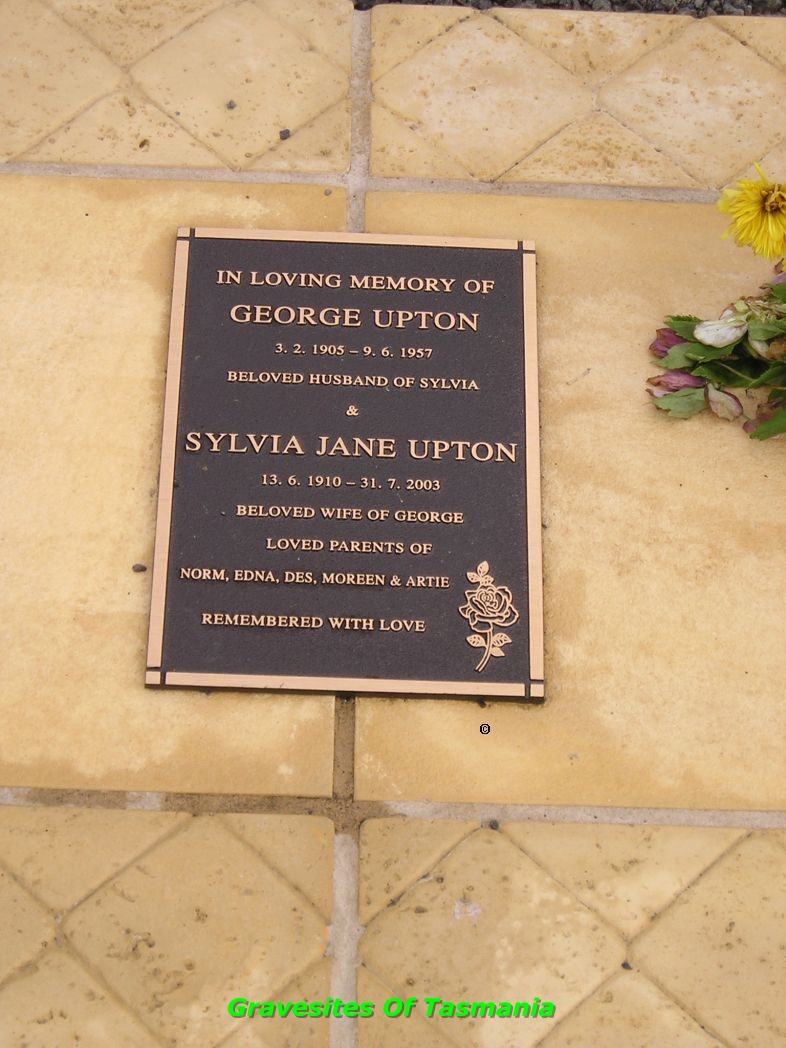 IN LOVING MEMORY OF
GEORGE UPTON
3. 2. 1905 – 9. 6. 1957
BELOVED HUSBAND OF SYLVIA
&
SYLVIA JANE UPTON
13. 6. 1910 – 31. 7. 2003
BELOVED WIFE OF GEORGE
LOVED PARENTS OF
NORM, EDNA, DES, MOREEN & ARTIE
REMEMBERED WITH LOVE
©
Gravesites Of Tasmania